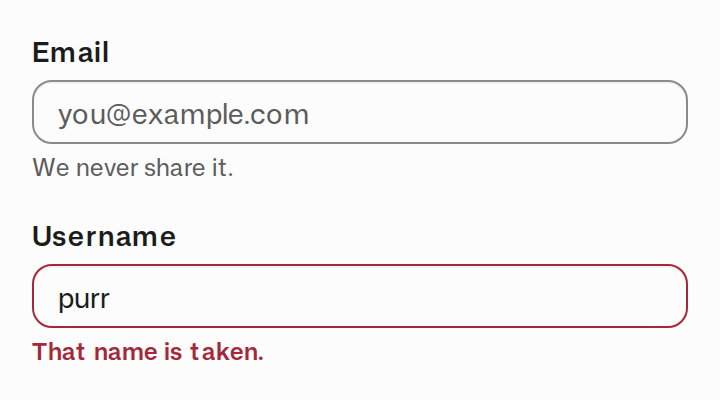 Email
you@example.com
We never share it.
Username
purr
That name is taken.